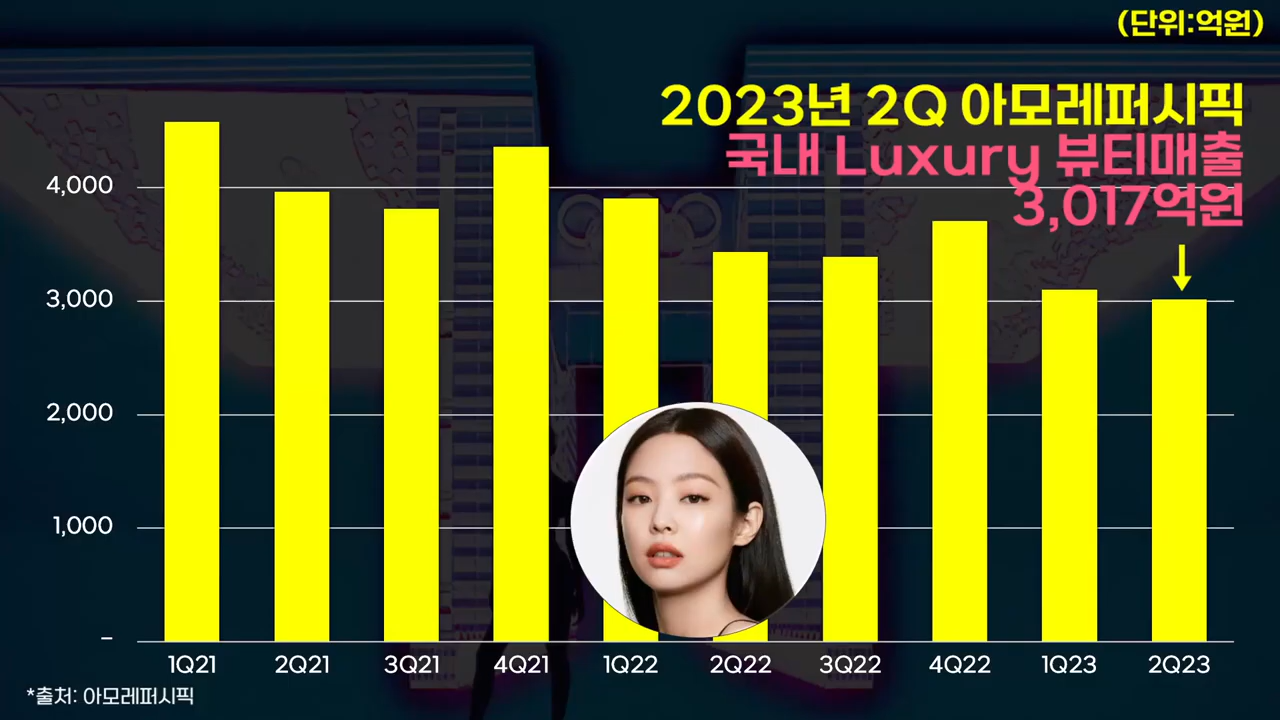 (단위:억원)
2023년 2Q 아모레퍼시픽
국내 Luxury 뷰티매출
3,017억원
4,000
3,000
2,000
1,000
–
1Q21 2Q21 3Q21 4Q21 1Q22 2Q22 3Q22 4Q22 1Q23 2Q23
*출처: 아모레퍼시픽